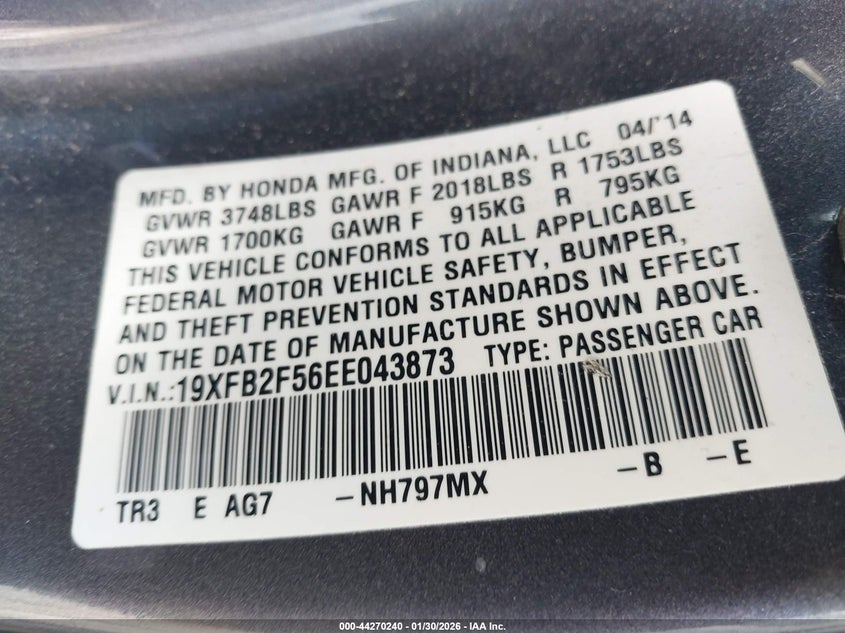 MFD. BY HONDA MFG. OF INDIANA, LLC 04/'14
GVWR 3748LBS GAWR F 2018LBS R 1753LBS
GVWR 1700KG GAWR F 915KG R 795KG
THIS VEHICLE CONFORMS TO ALL APPLICABLE
FEDERAL MOTOR VEHICLE SAFETY, BUMPER,
AND THEFT PREVENTION STANDARDS IN EFFECT
ON THE DATE OF MANUFACTURE SHOWN ABOVE.
V.I.N.:19XFB2F56EE043873 TYPE: PASSENGER CAR
TR3 E AG7 -NH797MX -B -E
000-44270240 - 01/30/2026 - IAA Inc.